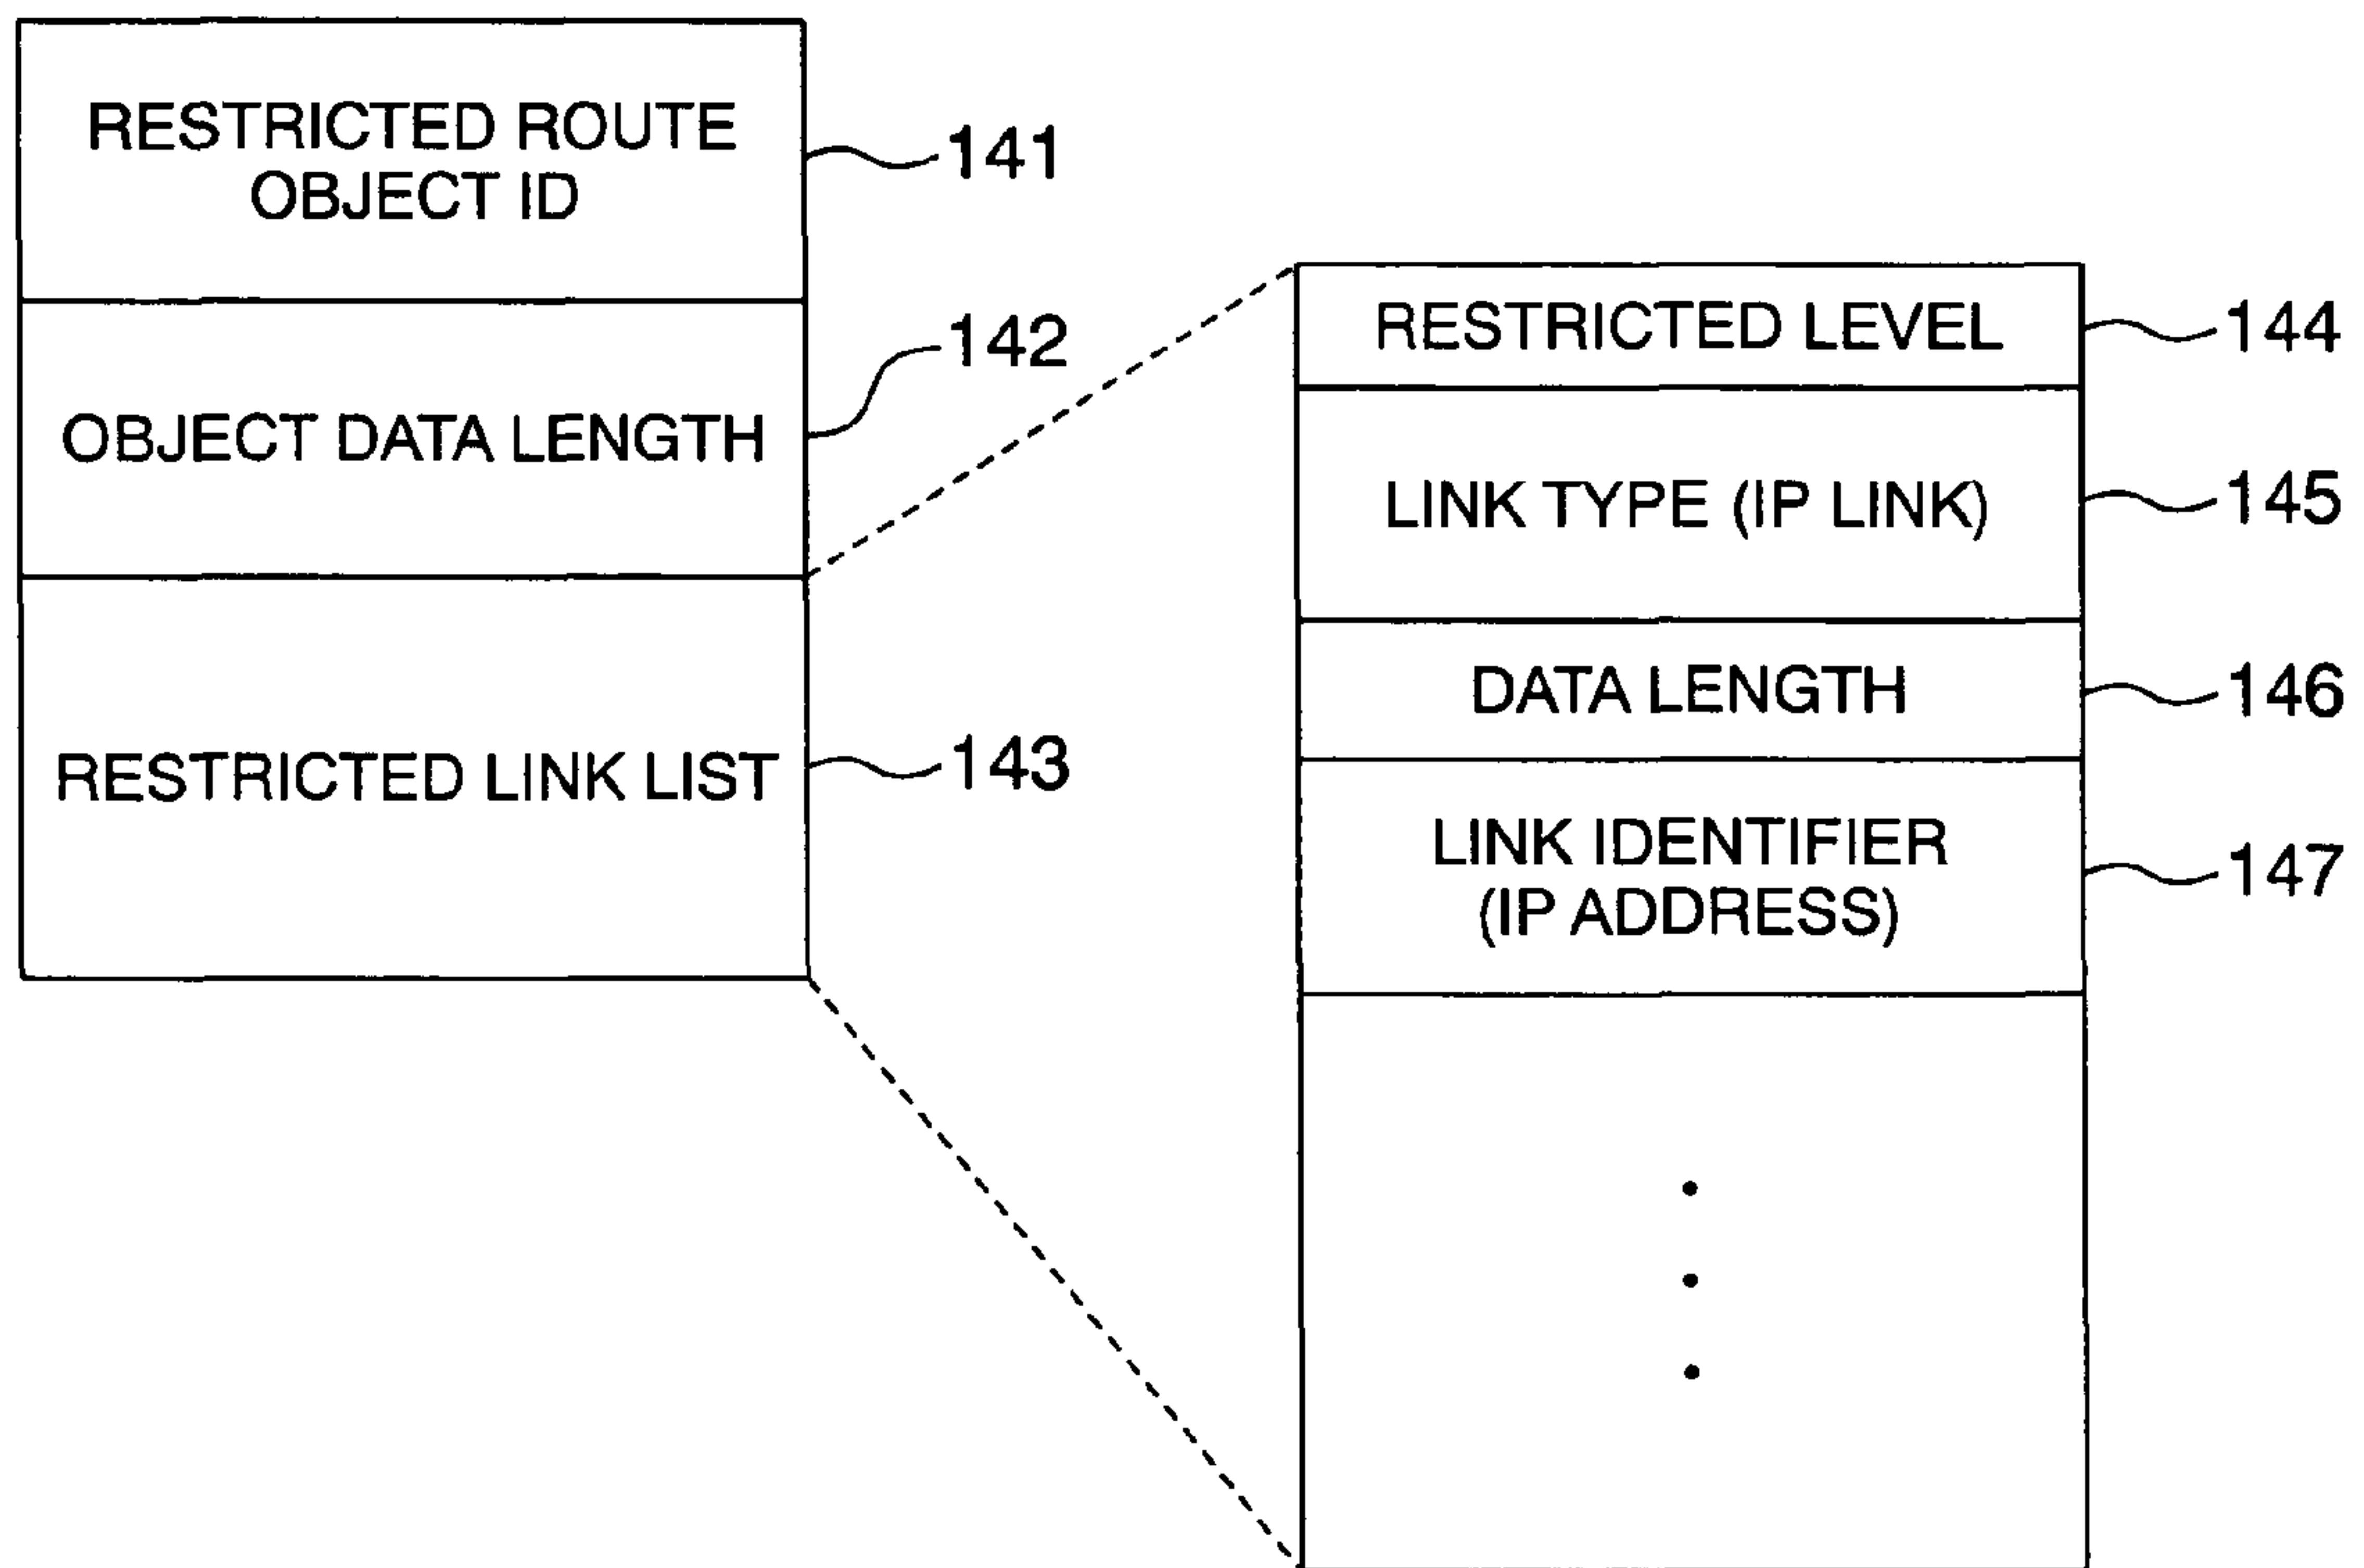 RESTRICTED ROUTE
OBJECT ID
141
OBJECT DATA LENGTH
142
RESTRICTED LINK LIST
143
RESTRICTED LEVEL
144
LINK TYPE (IP LINK)
145
DATA LENGTH
146
LINK IDENTIFIER
(IP ADDRESS)
147